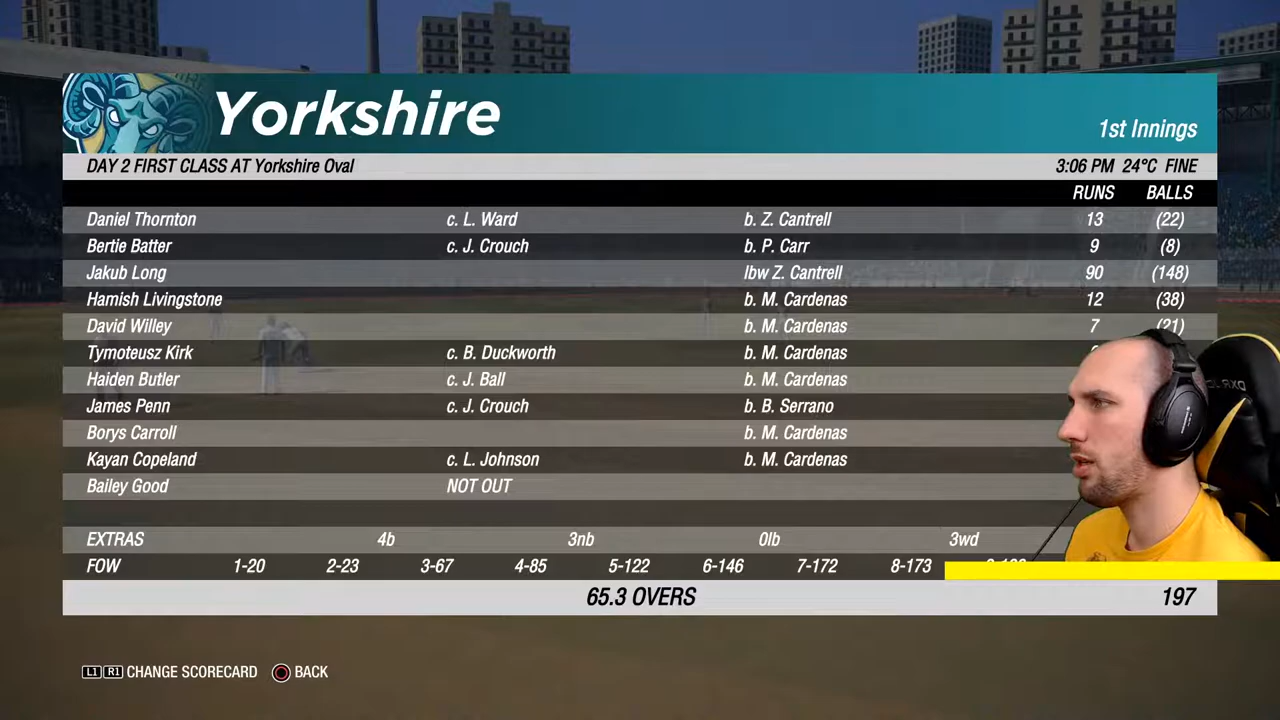 Yorkshire
1st Innings
DAY 2 FIRST CLASS AT Yorkshire Oval 3:06 PM 24°C FINE
RUNS BALLS
Daniel Thornton c. L. Ward b. Z. Cantrell 13 (22)
Bertie Batter c. J. Crouch b. P. Carr 9 (8)
Jakub Long lbw Z. Cantrell 90 (148)
Hamish Livingstone b. M. Cardenas 12 (38)
David Willey b. M. Cardenas 7 (21)
Tymoteusz Kirk c. B. Duckworth b. M. Cardenas
Haiden Butler c. J. Ball b. M. Cardenas
James Penn c. J. Crouch b. B. Serrano
Borys Carroll b. M. Cardenas
Kayan Copeland c. L. Johnson b. M. Cardenas
Bailey Good NOT OUT
EXTRAS 4b 3nb 0lb 3wd
FOW 1-20 2-23 3-67 4-85 5-122 6-146 7-172 8-173
65.3 OVERS 197
L1 R1 CHANGE SCORECARD BACK